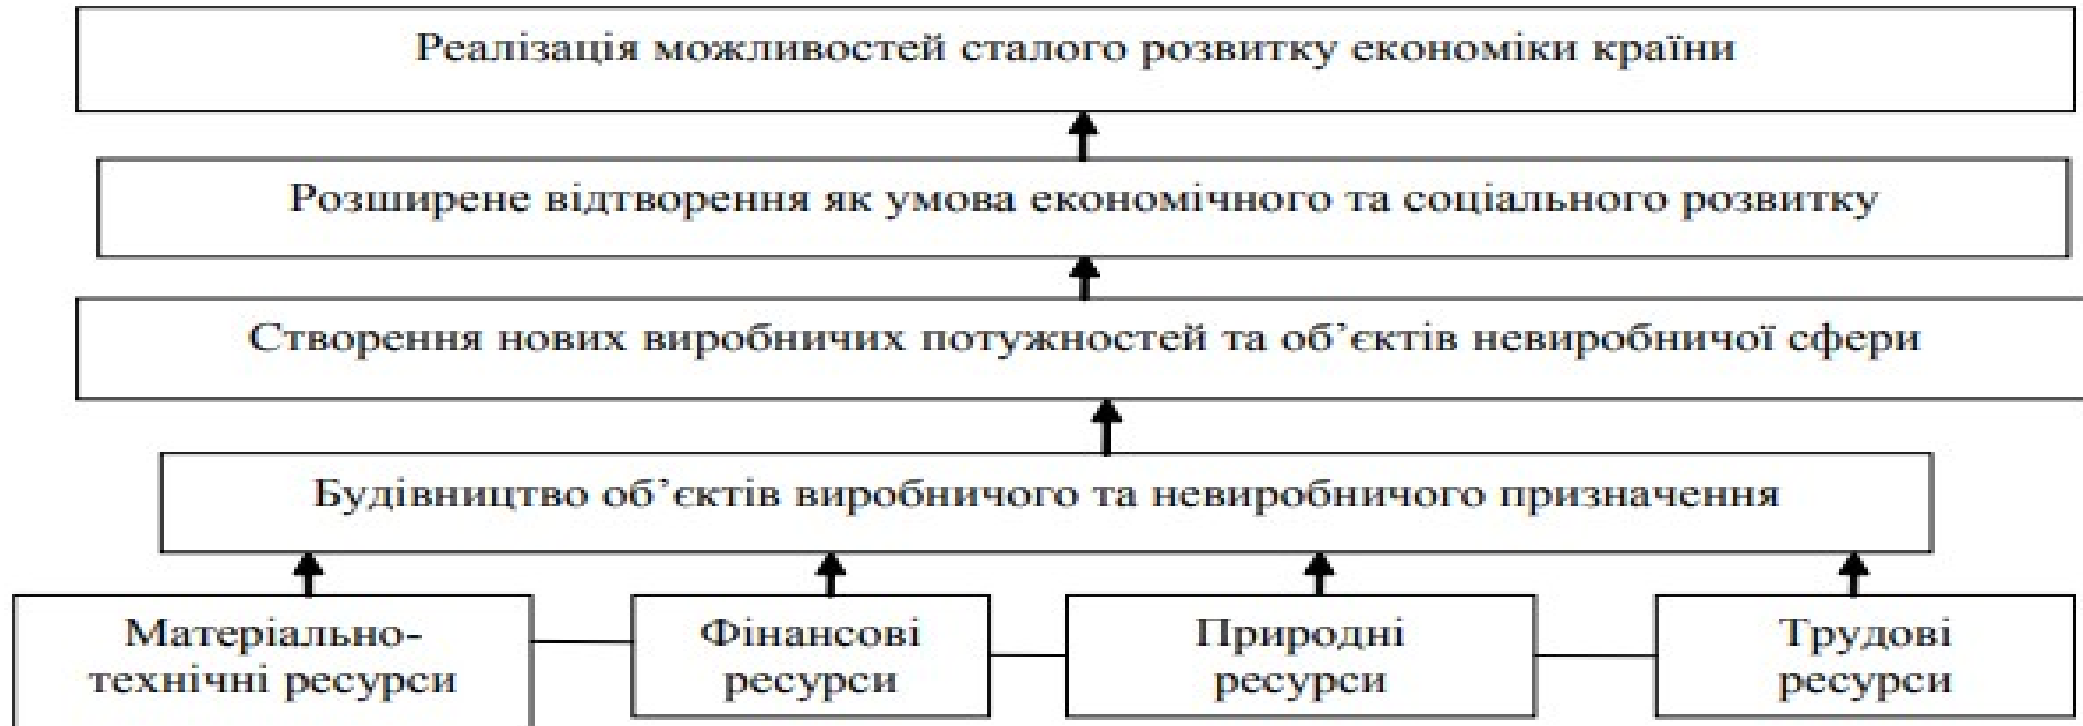 Реалізація можливостей сталого розвитку економіки країни
Розширене відтворення як умова економічного та соціального розвитку
Створення нових виробничих потужностей та об’єктів невиробничої сфери
Будівництво об’єктів виробничого та невиробничого призначення
Матеріально-
технічні ресурси
Фінансові
ресурси
Природні
ресурси
Трудові
ресурси